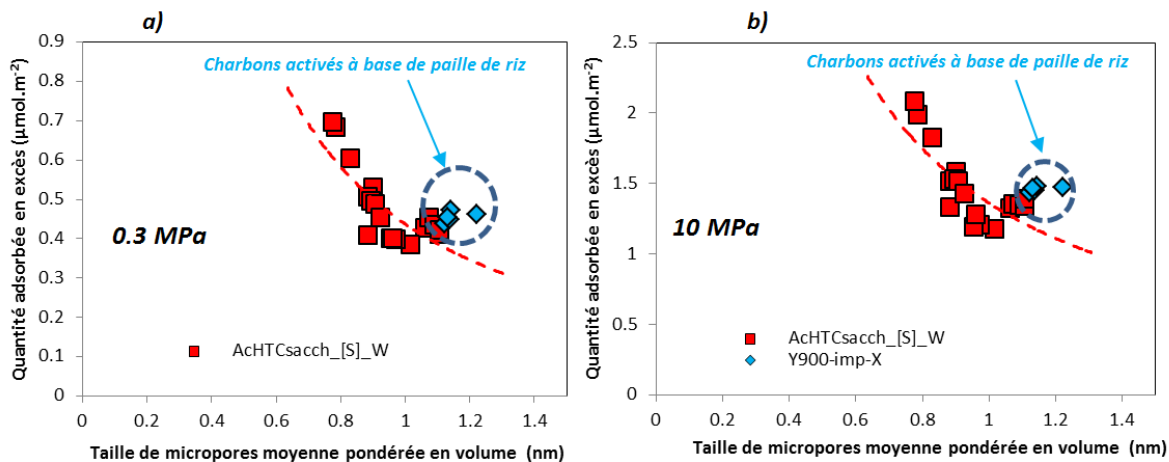 a)
Quantité adsorbée en excès (µmol.m⁻²)
0.9
0.8
0.7
0.6
0.5
0.4
0.3
0.2
0.1
0
Charbons activés à base de paille de riz
0.3 MPa
AcHTCsacch_[S]_W
0 0.2 0.4 0.6 0.8 1 1.2 1.4
Taille de micropores moyenne pondérée en volume (nm)
b)
Quantité adsorbée en excès (µmol.m⁻²)
2.5
2
1.5
1
0.5
0
Charbons activés à base de paille de riz
10 MPa
AcHTCsacch_[S]_W
Y900-imp-X
0 0.2 0.4 0.6 0.8 1 1.2 1.4
Taille de micropores moyenne pondérée en volume (nm)